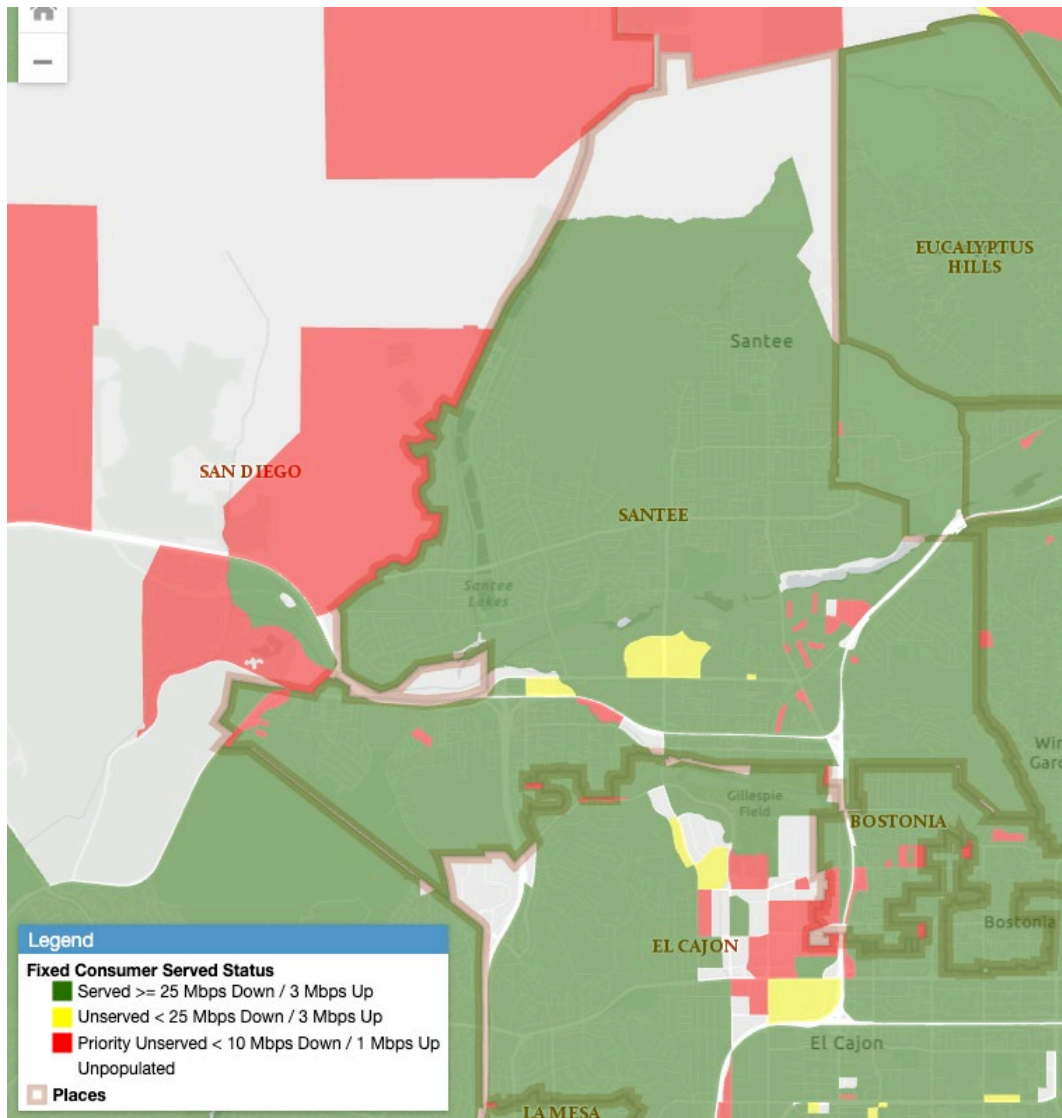 EUCALYPTUS
HILLS
Santee
SAN DIEGO
SANTEE
Santee
Lakes
Gillespie
Field
BOSTONIA
Bostonia
EL CAJON
El Cajon
LA MESA
Legend
Fixed Consumer Served Status
Served >= 25 Mbps Down / 3 Mbps Up
Unserved < 25 Mbps Down / 3 Mbps Up
Priority Unserved < 10 Mbps Down / 1 Mbps Up
Unpopulated
Places